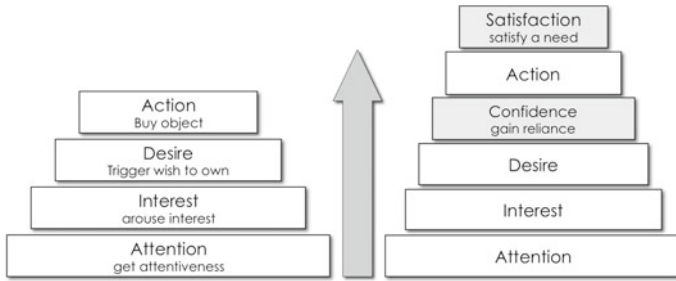 Action
Buy object
Desire
Trigger wish to own
Interest
arouse interest
Attention
get attentiveness
Satisfaction
satisfy a need
Action
Confidence
gain reliance
Desire
Interest
Attention